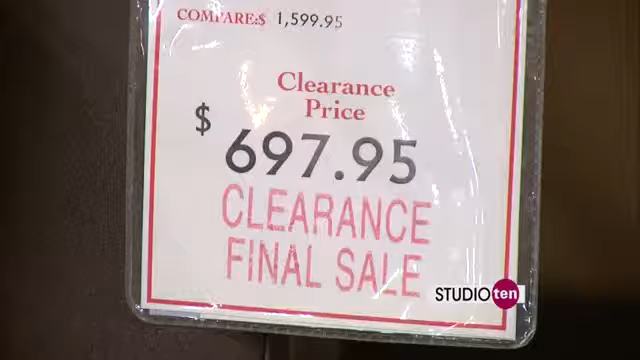 COMPARE:$ 1,599.95
Clearance
Price
$ 697.95
CLEARANCE
FINAL SALE
STUDIO ten